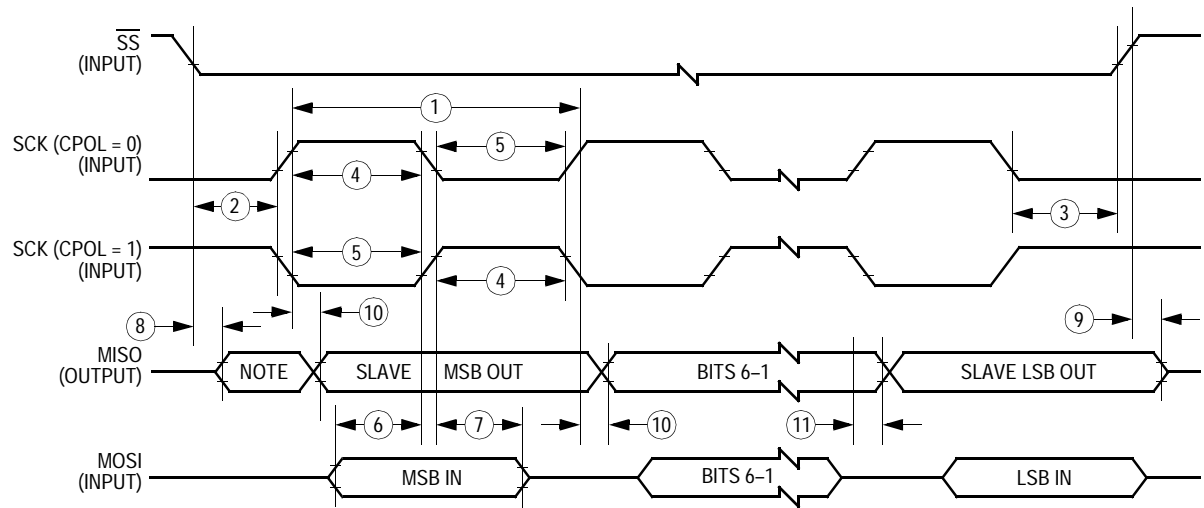 SS
(INPUT)
1
SCK (CPOL = 0)
(INPUT)
5
4
2
3
SCK (CPOL = 1)
(INPUT)
5
4
8
10
9
MISO
(OUTPUT)
NOTE
SLAVE
MSB OUT
BITS 6–1
SLAVE LSB OUT
6
7
10
11
MOSI
(INPUT)
MSB IN
BITS 6–1
LSB IN